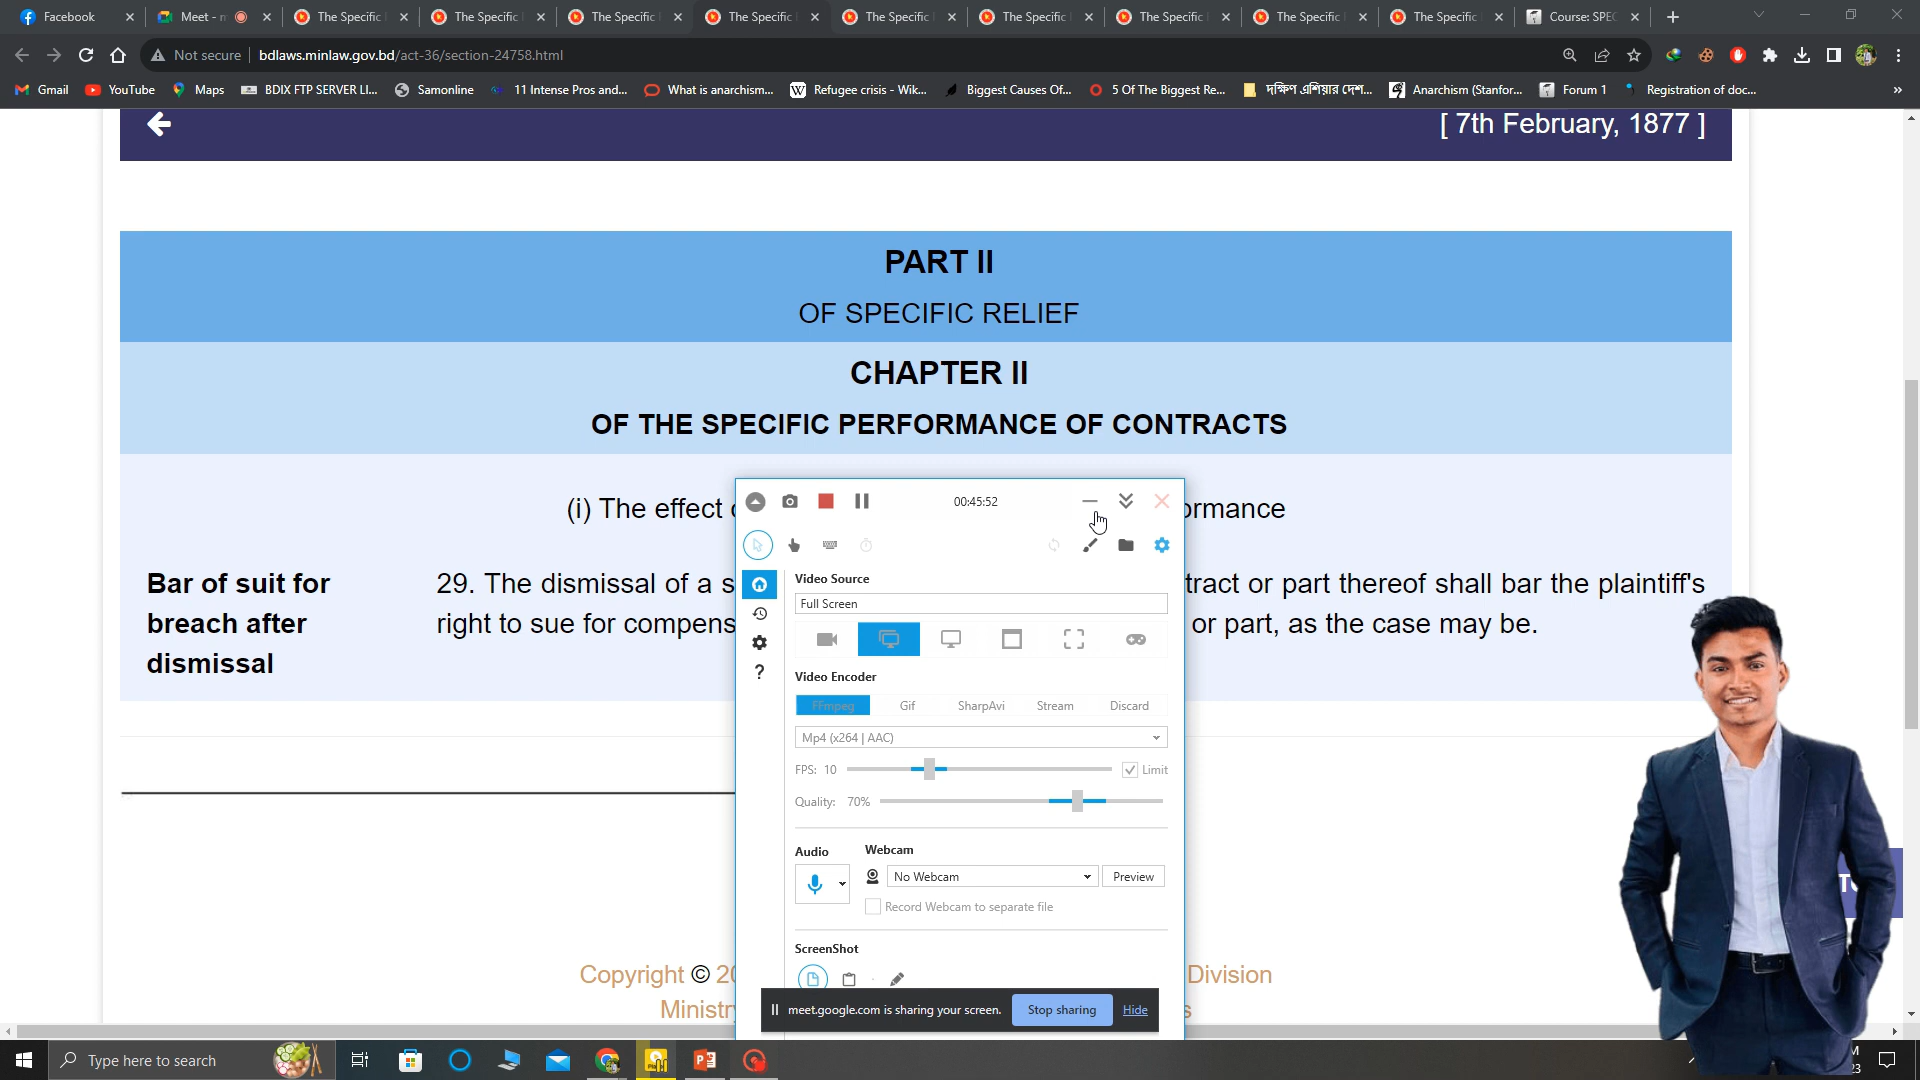 Facebook
Meet - m
The Specific
The Specific
The Specific
The Specific
The Specific
The Specific
The Specific
The Specific
The Specific
Course: SPEC
Not secure
bdlaws.minlaw.gov.bd/act-36/section-24758.html
Gmail
YouTube
Maps
BDIX FTP SERVER LI...
Samonline
11 Intense Pros and...
What is anarchism...
Refugee crisis - Wik...
Biggest Causes Of...
5 Of The Biggest Re...
দক্ষিণ এশিয়ার দেশ...
Anarchism (Stanfor...
Forum 1
Registration of doc...
»
[ 7th February, 1877 ]
PART II
OF SPECIFIC RELIEF
CHAPTER II
OF THE SPECIFIC PERFORMANCE OF CONTRACTS
(i) The effect
ormance
Bar of suit for
breach after
dismissal
29. The dismissal of a s
tract or part thereof shall bar the plaintiff's
right to sue for compens
or part, as the case may be.
00:45:52
Video Source
Full Screen
Video Encoder
FFmpeg
Gif
SharpAvi
Stream
Discard
Mp4 (x264 | AAC)
FPS: 10
Limit
Quality: 70%
Audio
Webcam
No Webcam
Preview
Record Webcam to separate file
ScreenShot
Copyright © 20
Division
Ministr
s
meet.google.com is sharing your screen.
Stop sharing
Hide
Type here to search
M
23